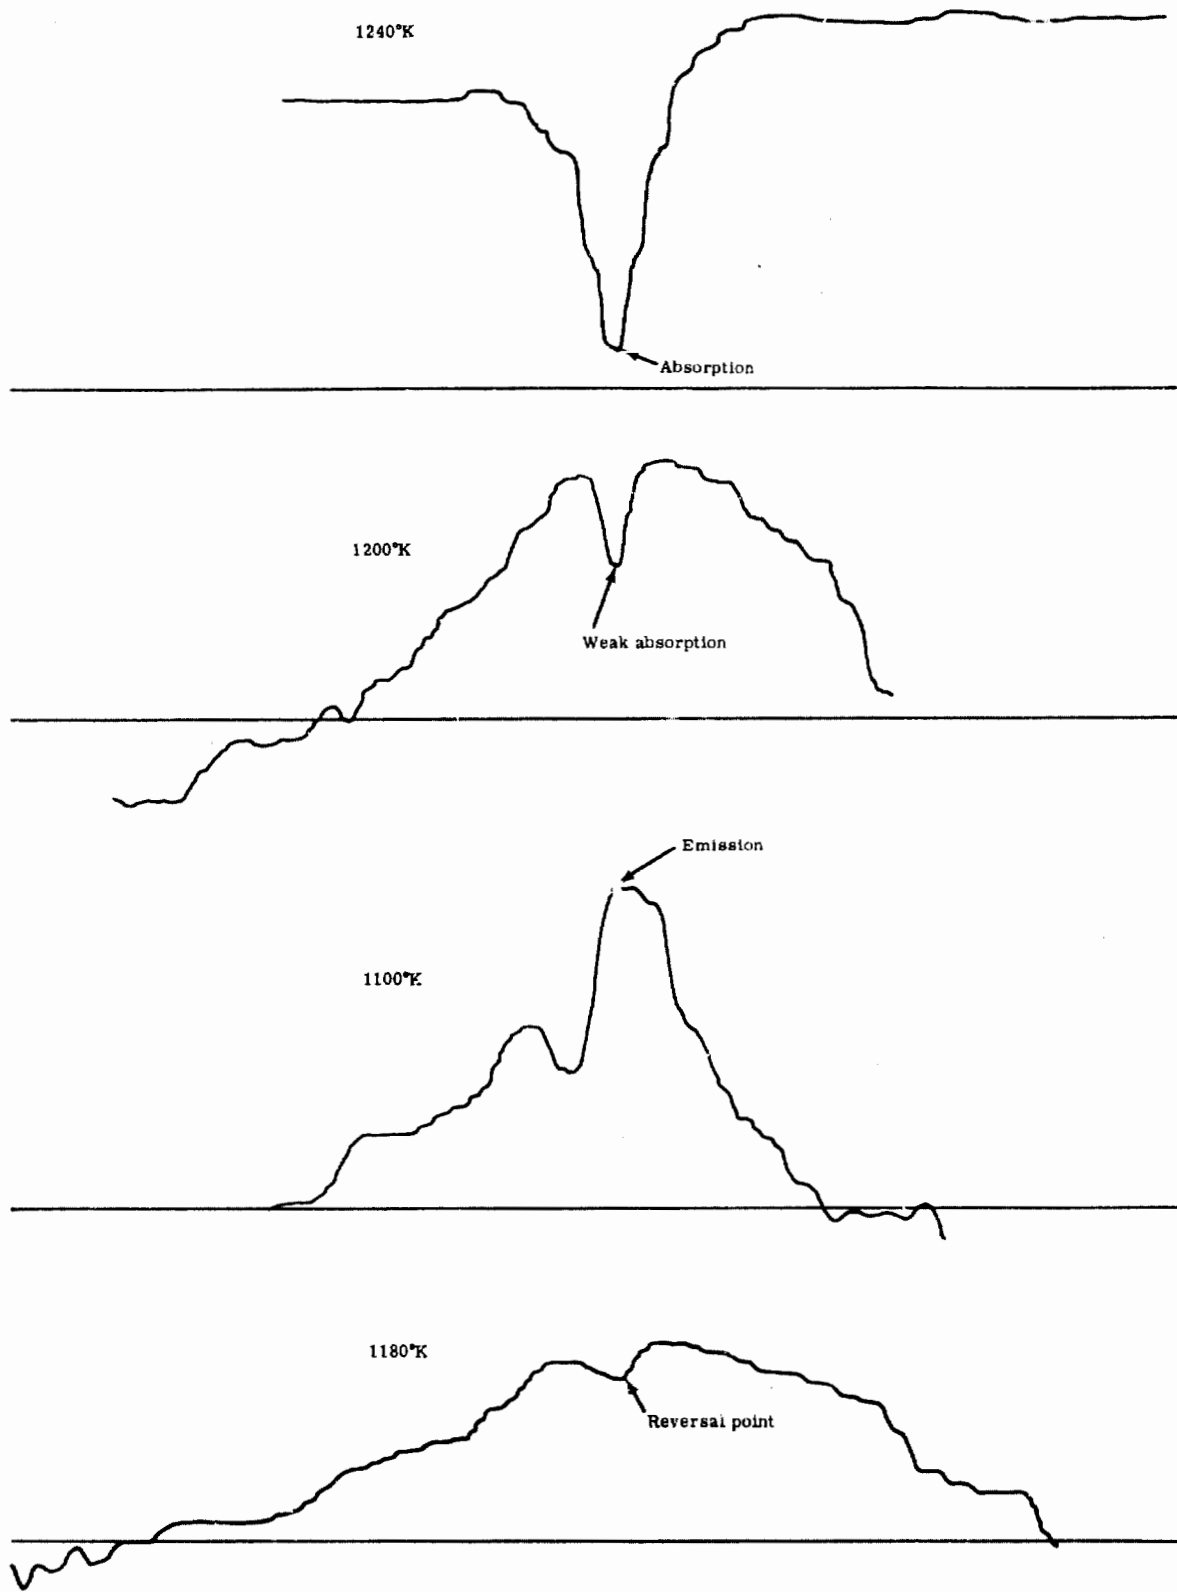 1240°K
Absorption
1200°K
Weak absorption
Emission
1100°K
1180°K
Reversal point